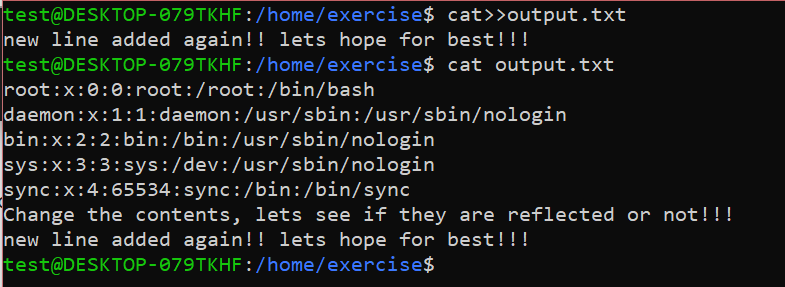 test@DESKTOP-079TKHF:/home/exercise$ cat>>output.txt
new line added again!! lets hope for best!!!
test@DESKTOP-079TKHF:/home/exercise$ cat output.txt
root:x:0:0:root:/root:/bin/bash
daemon:x:1:1:daemon:/usr/sbin:/usr/sbin/nologin
bin:x:2:2:bin:/bin:/usr/sbin/nologin
sys:x:3:3:sys:/dev:/usr/sbin/nologin
sync:x:4:65534:sync:/bin:/bin/sync
Change the contents, lets see if they are reflected or not!!!
new line added again!! lets hope for best!!!
test@DESKTOP-079TKHF:/home/exercise$